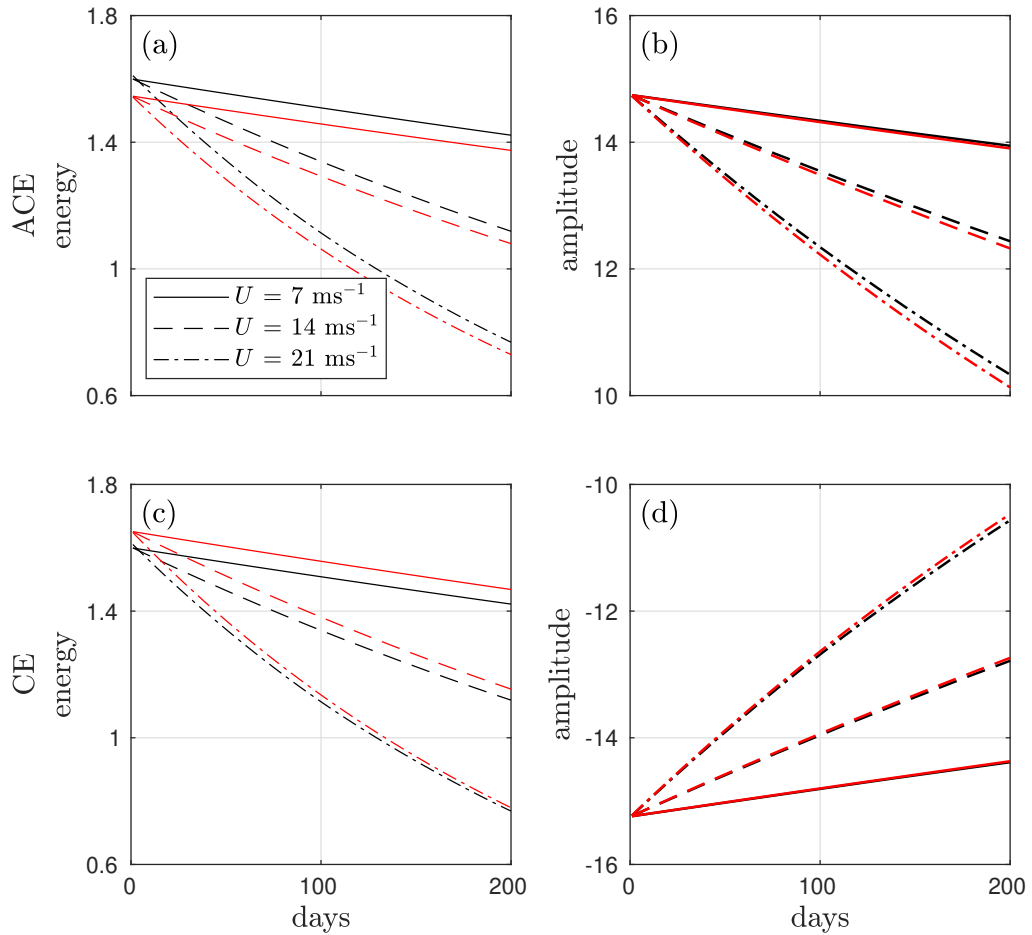 (a)
1.8
1.4
1
0.6
ACE
energy
U = 7 ms⁻¹
U = 14 ms⁻¹
U = 21 ms⁻¹
(b)
16
14
12
10
amplitude
(c)
1.8
1.4
1
0.6
CE
energy
0
100
200
days
(d)
-10
-12
-14
-16
amplitude
0
100
200
days